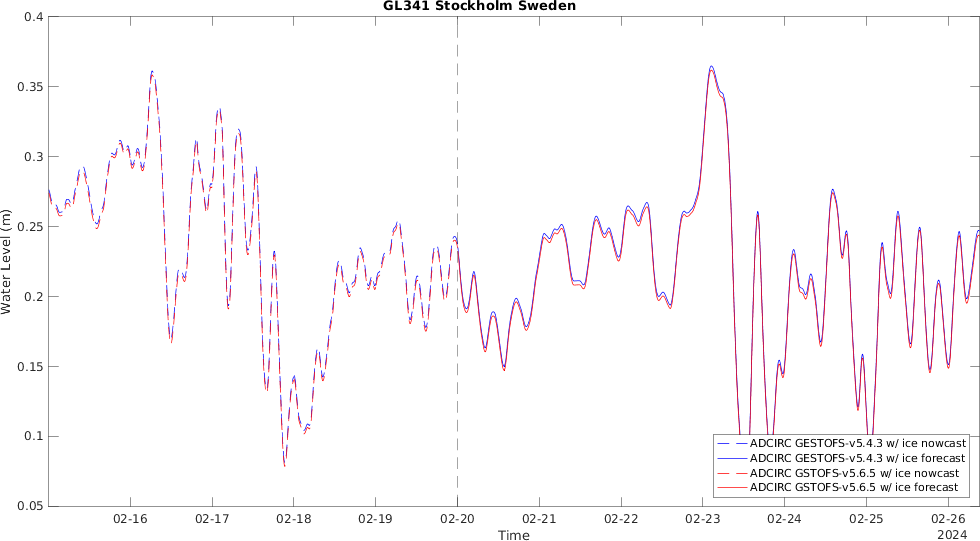 GL341 Stockholm Sweden
0.4
0.35
0.3
0.25
0.2
0.15
0.1
0.05
Water Level (m)
ADCIRC GESTOFS-v5.4.3 w/ ice nowcast
ADCIRC GESTOFS-v5.4.3 w/ ice forecast
ADCIRC GSTOFS-v5.6.5 w/ ice nowcast
ADCIRC GSTOFS-v5.6.5 w/ ice forecast
02-16 02-17 02-18 02-19 02-20 02-21 02-22 02-23 02-24 02-25 02-26
Time
2024